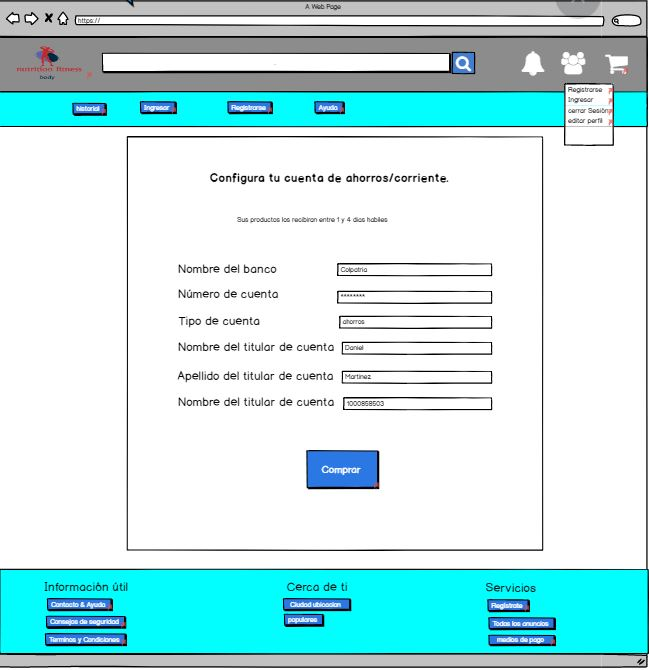 A Web Page
https://
nutrition fitness
body
historial
Ingresar
Registrarse
Ayuda
Registrarse
Ingresar
cerrar Sesión
editar perfil
Configura tu cuenta de ahorros/corriente.
Sus productos los recibiran entre 1 y 4 dias habiles
Nombre del banco
Colpatria
Número de cuenta
********
Tipo de cuenta
ahorros
Nombre del titular de cuenta
Daniel
Apellido del titular de cuenta
Martinez
Nombre del titular de cuenta
1000858503
Comprar
Información útil
Contacto & Ayuda
Consejos de seguridad
Terminos y Condiciones
Cerca de ti
Ciudad ubicacion
populares
Servicios
Registrate
Todos los anuncios
medios de pago